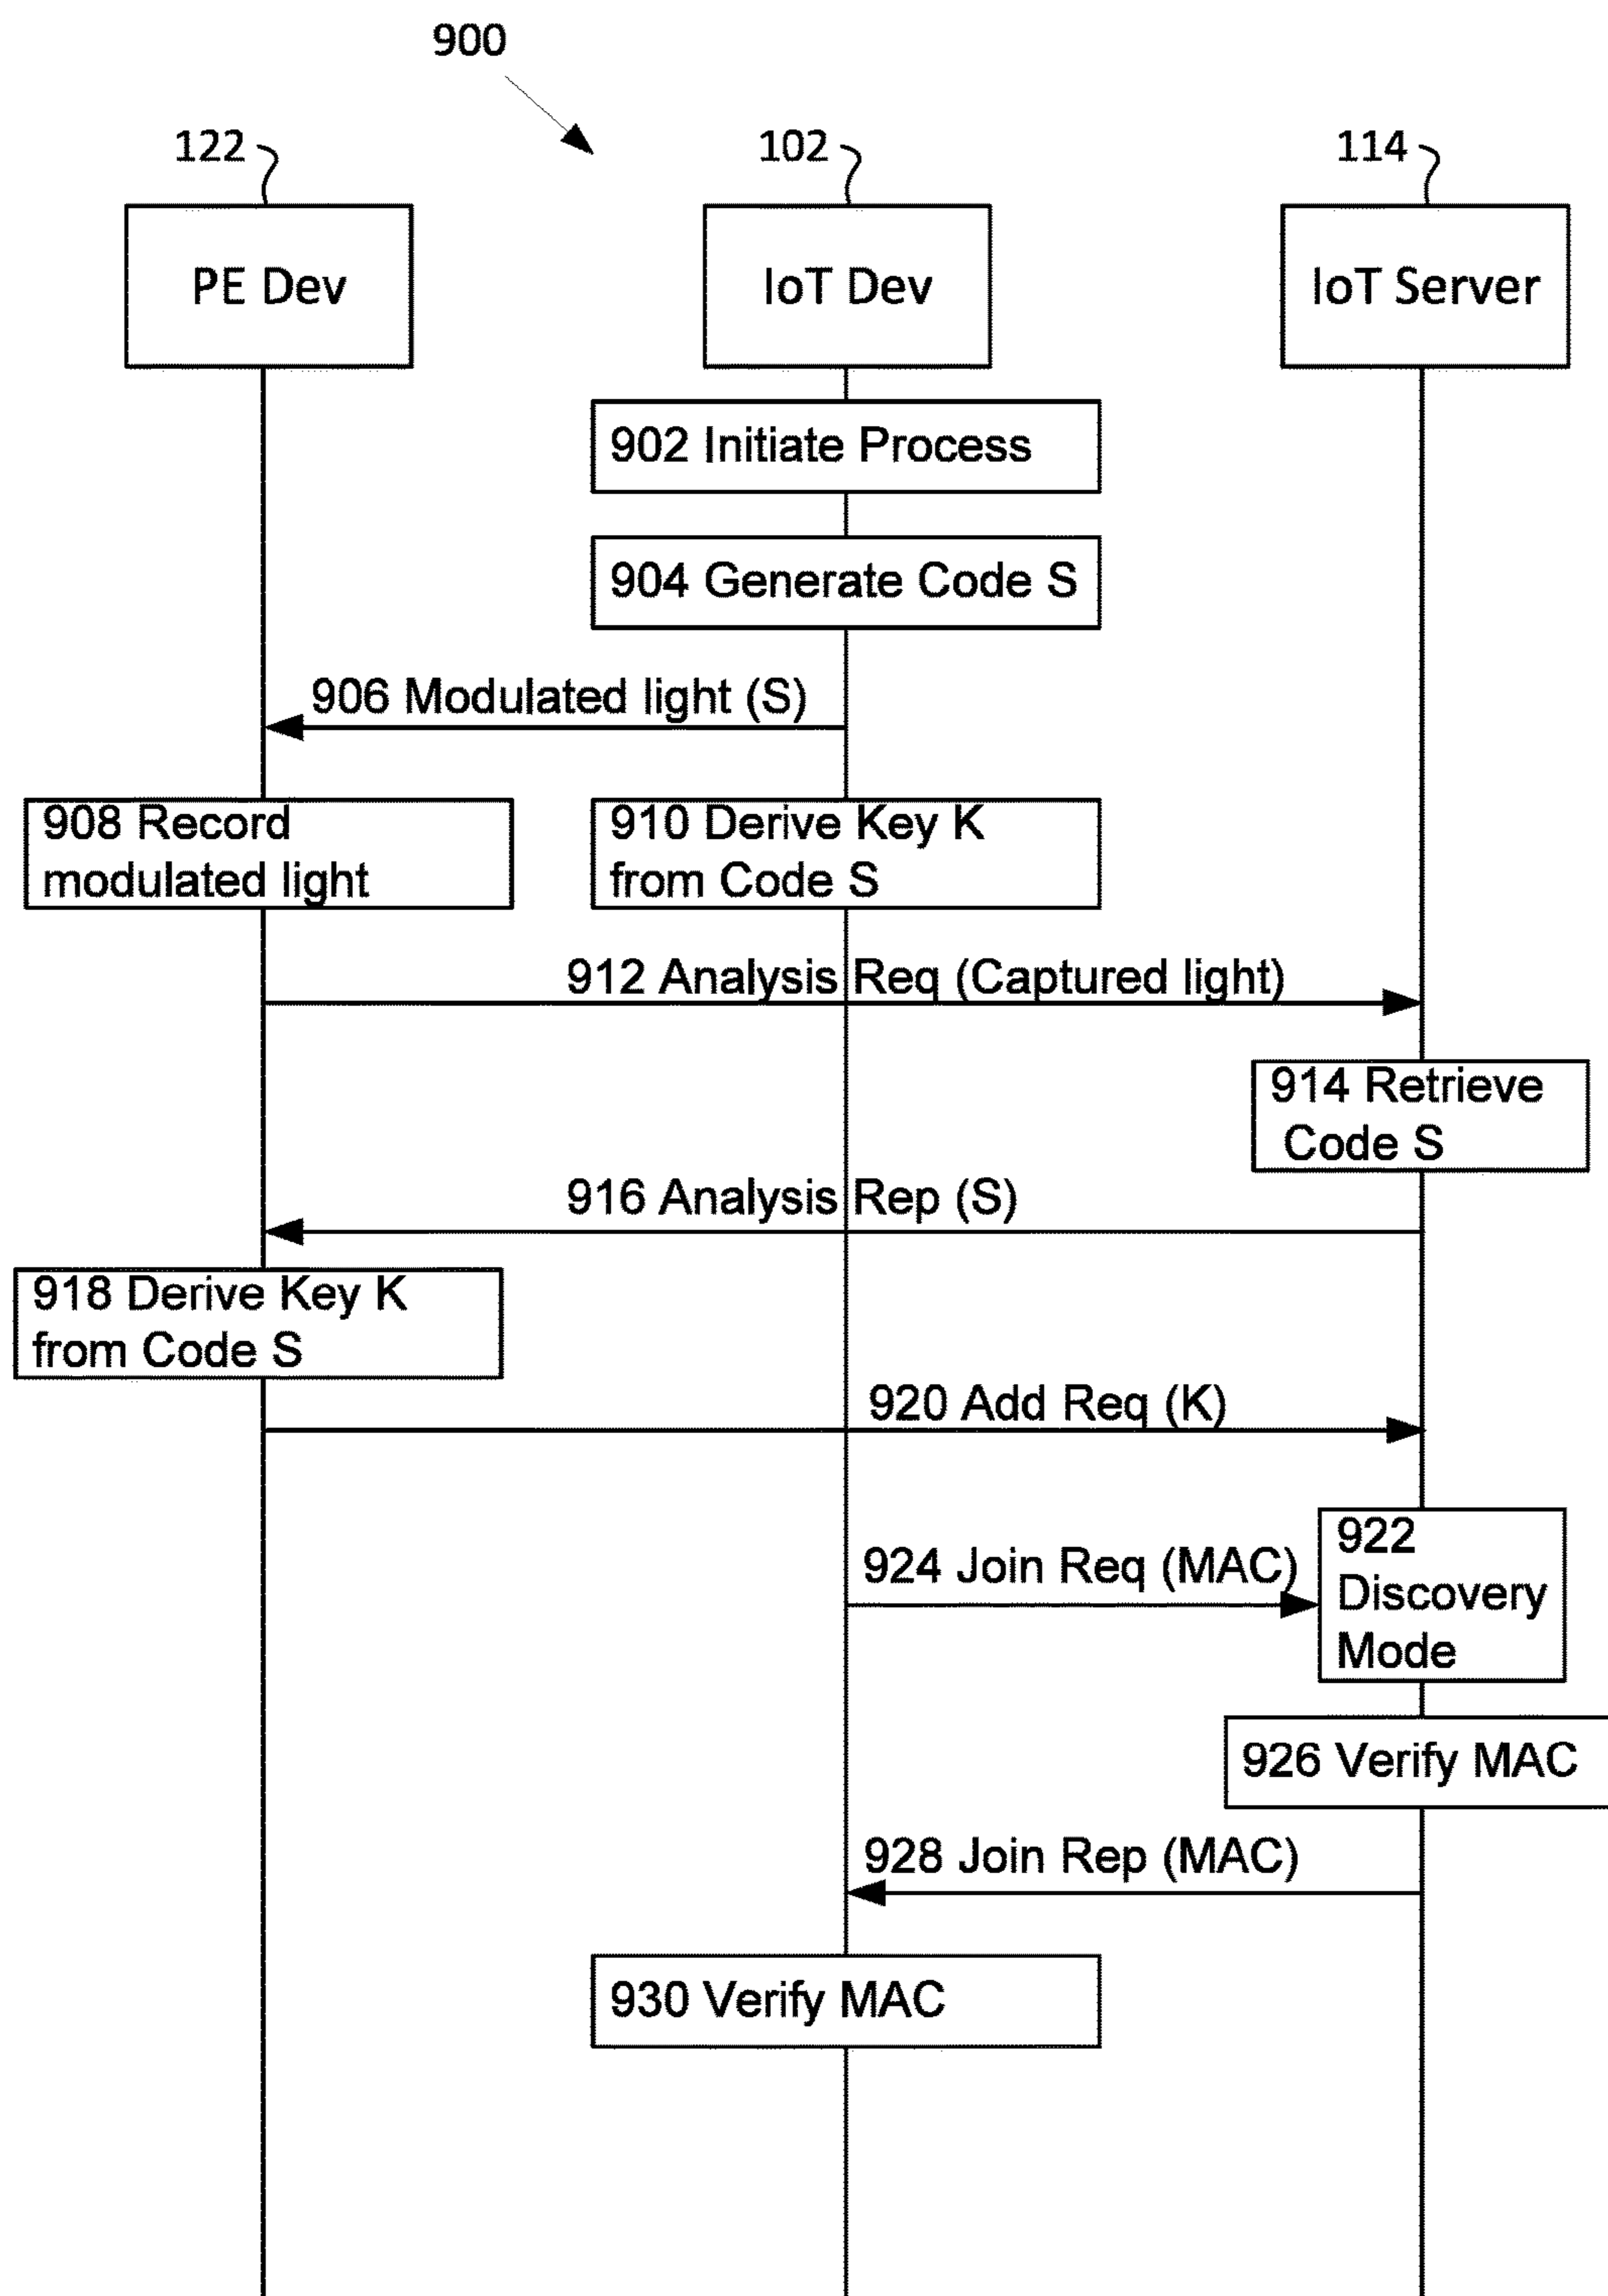 900
122
102
114
PE Dev
IoT Dev
IoT Server
902 Initiate Process
904 Generate Code S
906 Modulated light (S)
908 Record
modulated light
910 Derive Key K
from Code S
912 Analysis Req (Captured light)
914 Retrieve
Code S
916 Analysis Rep (S)
918 Derive Key K
from Code S
920 Add Req (K)
922
Discovery
Mode
924 Join Req (MAC)
926 Verify MAC
928 Join Rep (MAC)
930 Verify MAC